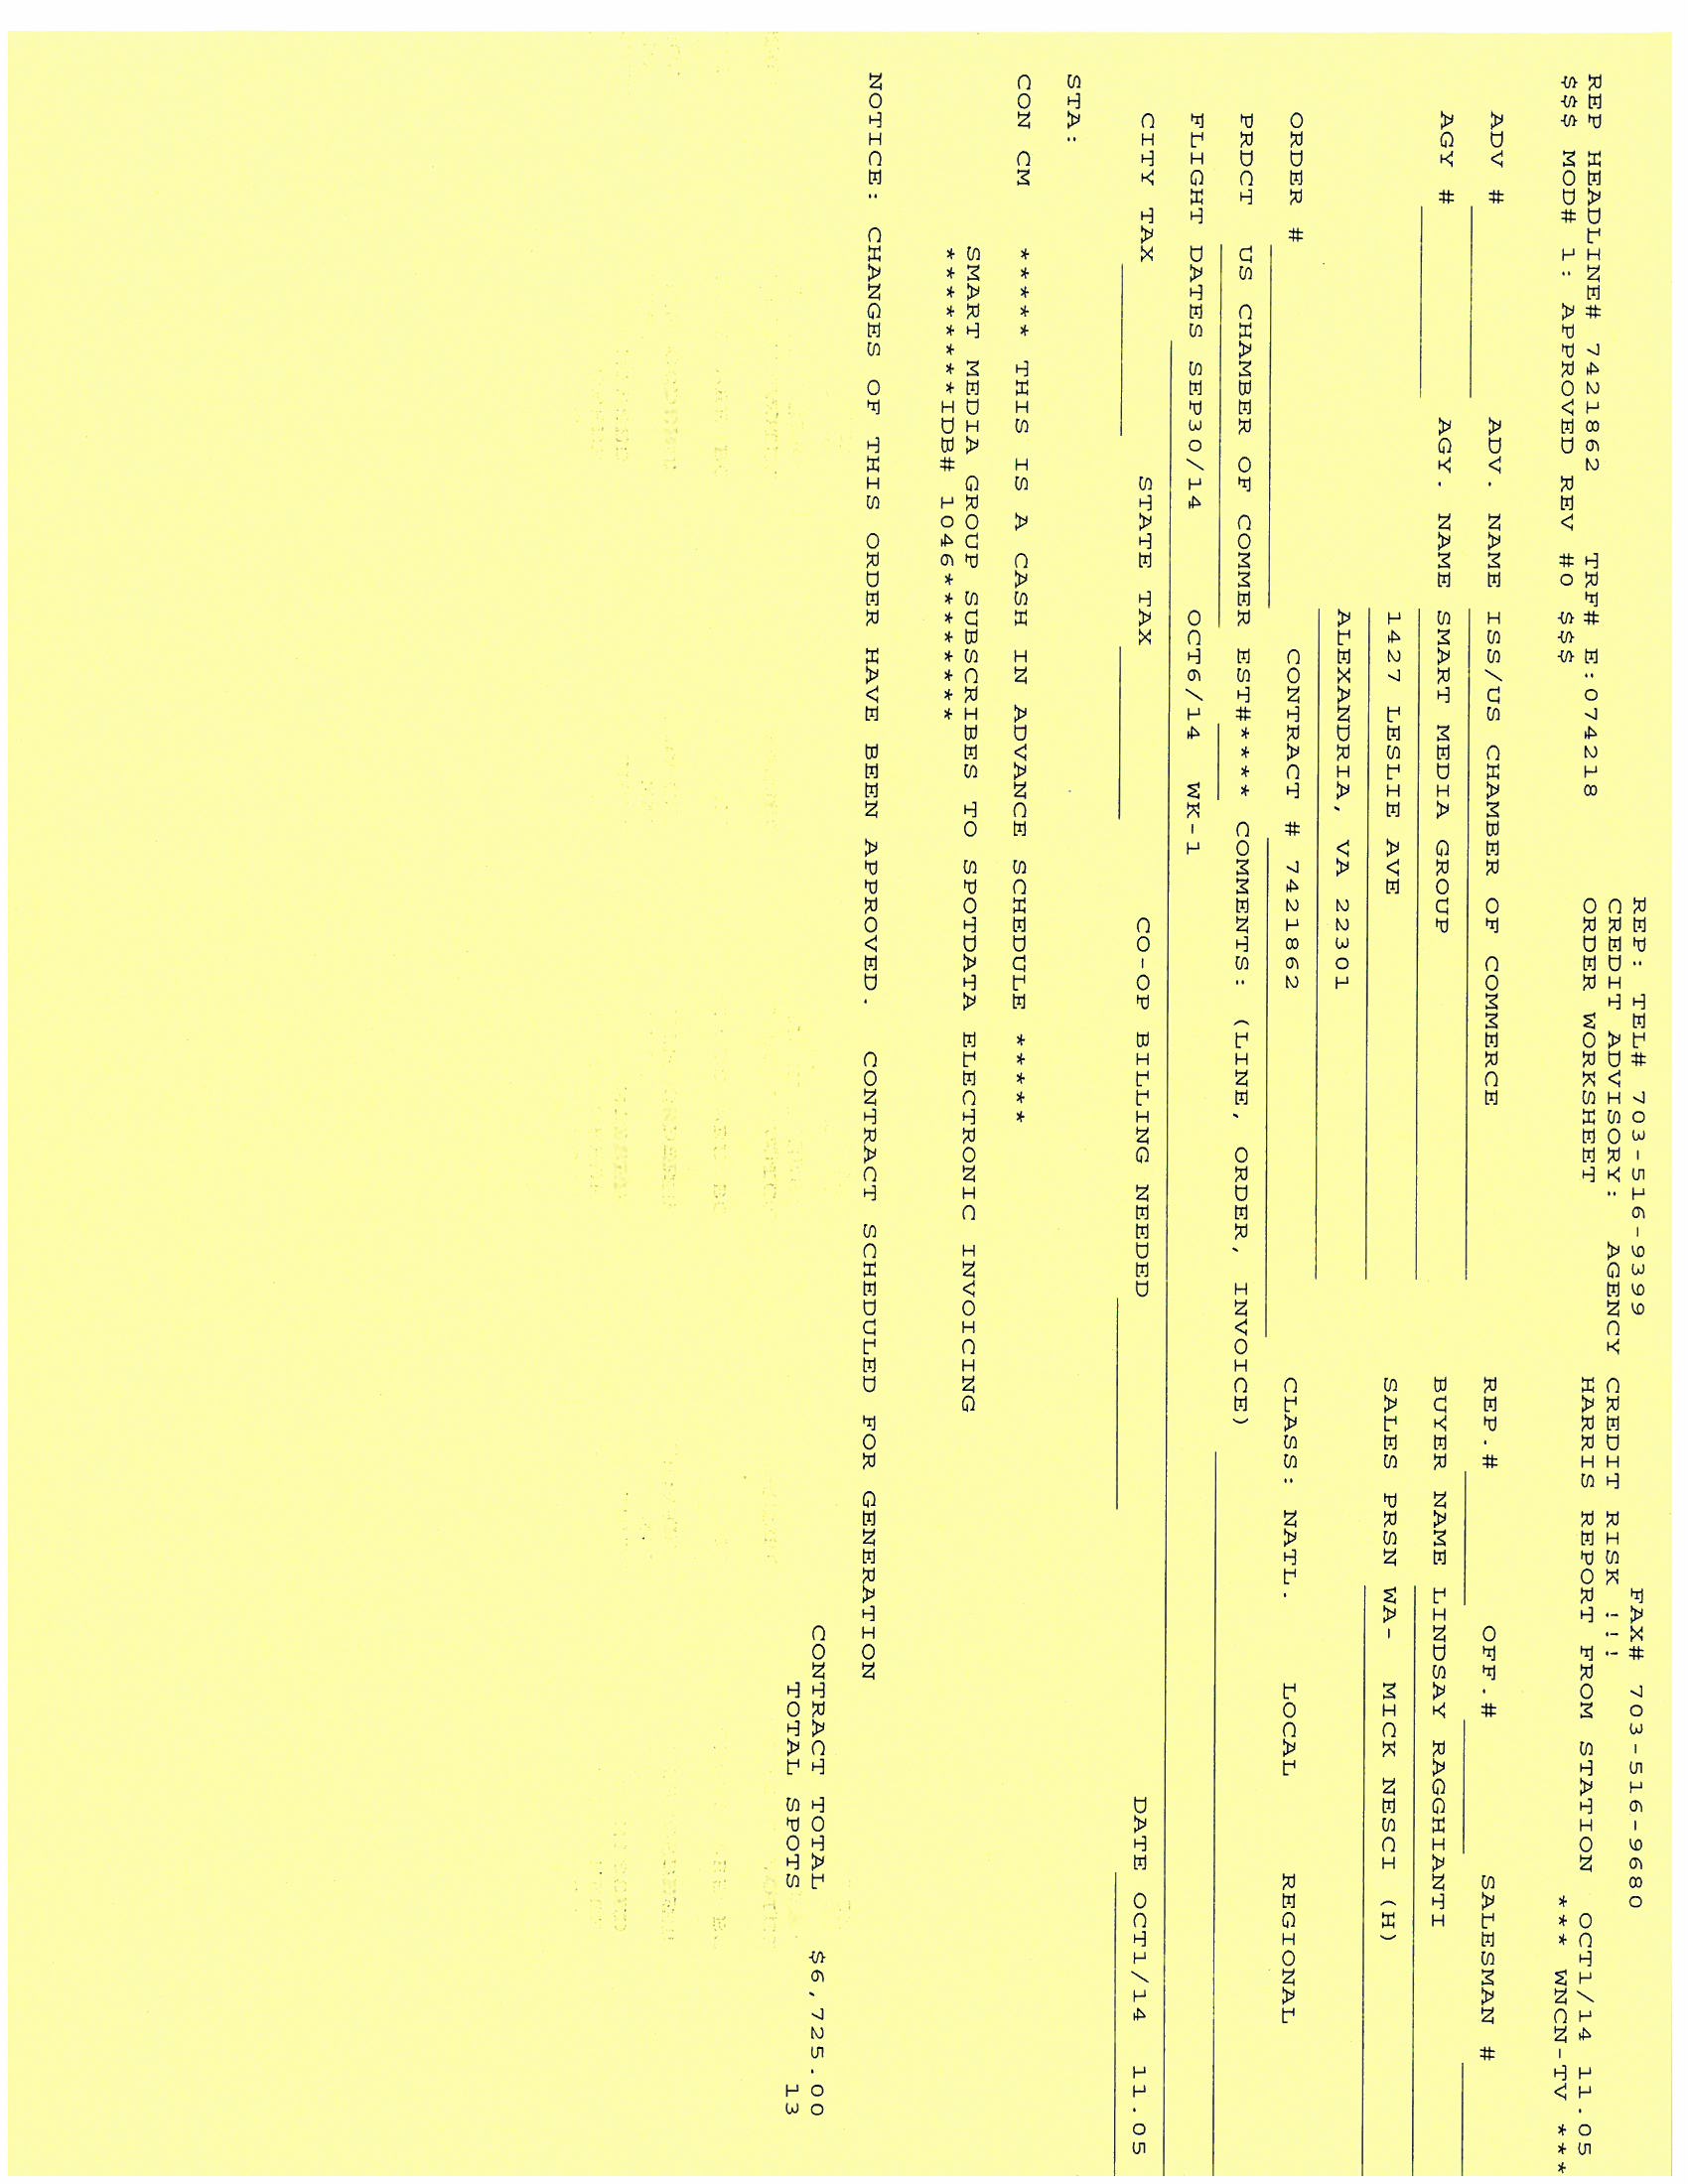 REP: TEL# 703-516-9399 FAX# 703-516-9680
CREDIT ADVISORY: AGENCY CREDIT RISK !!!
REP HEADLINE# 7421862 TRF# E:074218 ORDER WORKSHEET HARRIS REPORT FROM STATION OCT1/14 11.05
$$$ MOD# 1: APPROVED REV #0 $$$ *** WNCN-TV ***
ADV # ADV. NAME ISS/US CHAMBER OF COMMERCE REP.# OFF.# SALESMAN #
AGY # AGY. NAME SMART MEDIA GROUP BUYER NAME LINDSAY RAGGHIANTI
1427 LESLIE AVE SALES PRSN WA- MICK NESCI (H)
ALEXANDRIA, VA 22301
ORDER # CONTRACT # 7421862 CLASS: NATL. LOCAL REGIONAL
PRDCT US CHAMBER OF COMMER EST#**** COMMENTS: (LINE, ORDER, INVOICE)
FLIGHT DATES SEP30/14 OCT6/14 WK-1
CITY TAX STATE TAX CO-OP BILLING NEEDED DATE OCT1/14 11.05
STA:
CON CM ***** THIS IS A CASH IN ADVANCE SCHEDULE *****
SMART MEDIA GROUP SUBSCRIBES TO SPOTDATA ELECTRONIC INVOICING
********IDB# 1046********
NOTICE: CHANGES OF THIS ORDER HAVE BEEN APPROVED. CONTRACT SCHEDULED FOR GENERATION
CONTRACT TOTAL $6,725.00
TOTAL SPOTS 13